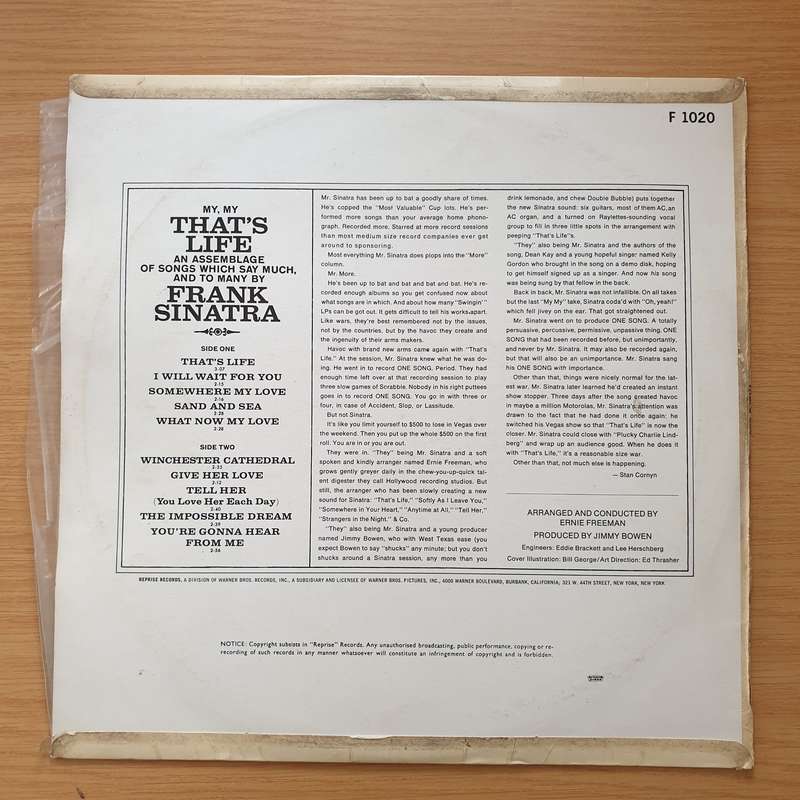 F 1020
MY, MY
THAT'S
LIFE
AN ASSEMBLAGE
OF SONGS WHICH SAY MUCH,
AND TO MANY BY
FRANK
SINATRA
SIDE ONE
THAT'S LIFE
3:07
I WILL WAIT FOR YOU
2:15
SOMEWHERE MY LOVE
2:16
SAND AND SEA
2:25
WHAT NOW MY LOVE
2:28
SIDE TWO
WINCHESTER CATHEDRAL
2:33
GIVE HER LOVE
2:12
TELL HER
(You Love Her Each Day)
2:40
THE IMPOSSIBLE DREAM
2:29
YOU'RE GONNA HEAR
FROM ME
2:56
Mr. Sinatra has been up to bat a goodly share of times.
He's copped the "Most Valuable" Cup lots. He's per-
formed more songs than your average home phono-
graph. Recorded more. Starred at more record sessions
than most medium size record companies ever get
around to sponsoring.
Most everything Mr. Sinatra does plops into the "More"
column.
Mr. More.
He's been up to bat and bat and bat and bat. He's re-
corded enough albums so you get confused now about
what songs are in which. And about how many "Swingin'"
LPs can be got out. It gets difficult to tell his works apart.
Like wars, they're best remembered not by the issues,
not by the countries, but by the havoc they create and
the ingenuity of their arms makers.
Havoc with brand new arms came again with "That's
Life." At the session, Mr. Sinatra knew what he was do-
ing. He went in to record ONE SONG. Period. They had
enough time left over at that recording session to play
three slow games of Scrabble. Nobody in his right puttees
goes in to record ONE SONG. You go in with three or
four, in case of Accident, Slop, or Lassitude.
But not Sinatra.
It's like you limit yourself to $500 to lose in Vegas over
the weekend. Then you put up the whole $500 on the first
roll. You are in or you are out.
They were in. "They" being Mr. Sinatra and a soft
spoken and kindly arranger named Ernie Freeman, who
grows gently greyer daily in the chew-you-up-quick tal-
ent digester they call Hollywood recording studios. But
still, the arranger who has been slowly creating a new
sound for Sinatra: "That's Life," "Softly As I Leave You,"
"Somewhere in Your Heart," "Anytime at All," "Tell Her,"
"Strangers in the Night," & Co.
"They" also being Mr. Sinatra and a young producer
named Jimmy Bowen, who with West Texas ease (you
expect Bowen to say "shucks" any minute; but you don't
shucks around a Sinatra session, any more than you
drink lemonade, and chew Double Bubble) puts together
the new Sinatra sound: six guitars, most of them AC, an
AC organ, and a turned on Raylettes-sounding vocal
group to fill in three little spots in the arrangement with
peeping "That's Life"s.
"They" also being Mr. Sinatra and the authors of the
song, Dean Kay and a young hopeful singer named Kelly
Gordon who brought in the song on a demo disk, hoping
to get himself signed up as a singer. And now his song
was being sung by that fellow in the back.
Back in back, Mr. Sinatra was not infallible. On all takes
but the last "My My" take, Sinatra coda'd with "Oh, yeah!"
which fell jivey on the ear. That got straightened out.
Mr. Sinatra went on to produce ONE SONG. A totally
persuasive, percussive, permissive, unpassive thing. ONE
SONG that had been recorded before, but unimportantly,
and never by Mr. Sinatra. It may also be recorded again,
but that will also be an unimportance. Mr. Sinatra sang
his ONE SONG with importance.
Other than that, things were nicely normal for the lat-
est war. Mr. Sinatra later learned he'd created an instant
show stopper. Three days after the song created havoc
in maybe a million Motorolas, Mr. Sinatra's attention was
drawn to the fact that he had done it once again: he
switched his Vegas show so that "That's Life" is now the
closer. Mr. Sinatra could close with "Plucky Charlie Lind-
berg" and wrap up an audience good. When he does it
with "That's Life," it's a reasonable size war.
Other than that, not much else is happening.
— Stan Cornyn
ARRANGED AND CONDUCTED BY
ERNIE FREEMAN
PRODUCED BY JIMMY BOWEN
Engineers: Eddie Brackett and Lee Herschberg
Cover Illustration: Bill George/Art Direction: Ed Thrasher
REPRISE RECORDS, A DIVISION OF WARNER BROS. RECORDS, INC., A SUBSIDIARY AND LICENSEE OF WARNER BROS. PICTURES, INC., 4000 WARNER BOULEVARD, BURBANK, CALIFORNIA; 321 W. 44TH STREET, NEW YORK, NEW YORK
NOTICE: Copyright subsists in "Reprise" Records. Any unauthorised broadcasting, public performance, copying or re-
recording of such records in any manner whatsoever will constitute an infringement of copyright and is forbidden.